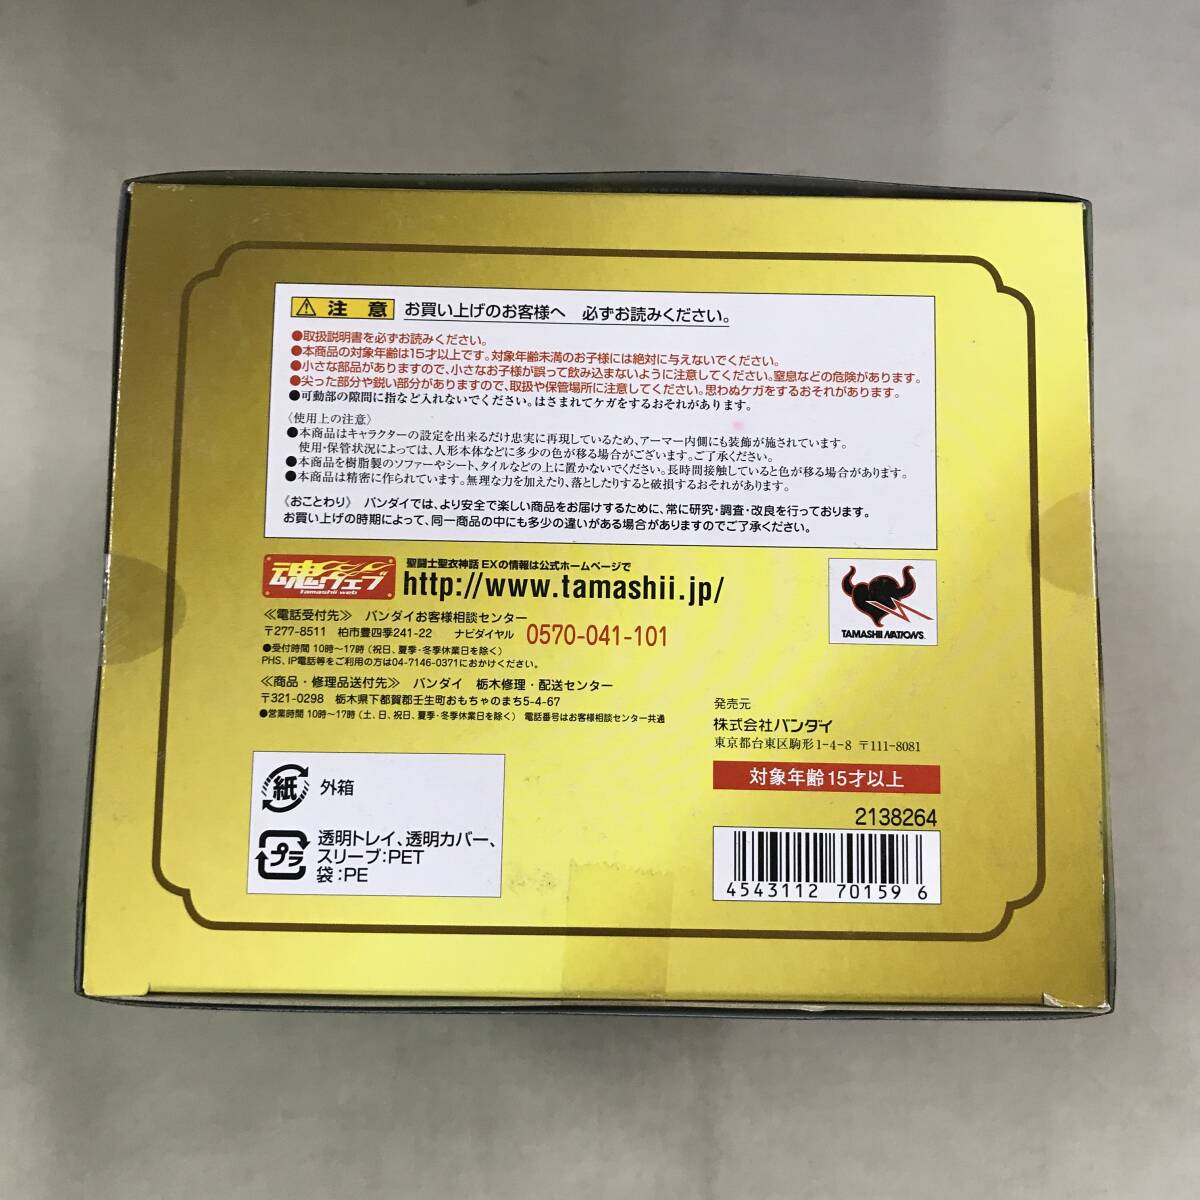 注意 お買い上げのお客様へ 必ずお読みください。
●取扱説明書を必ずお読みください。
●本商品の対象年齢は15才以上です。対象年齢未満のお子様には絶対に与えないでください。
●小さな部品がありますので、小さなお子様が誤って飲み込まないように注意してください。窒息などの危険があります。
●尖った部分や鋭い部分がありますので、取扱や保管場所に注意してください。思わぬケガをするおそれがあります。
●可動部の隙間に指など入れないでください。はさまれてケガをするおそれがあります。
〈使用上の注意〉
●本商品はキャラクターの設定を出来るだけ忠実に再現しているため、アーマー内側にも装飾が施されています。
使用・保管状況によっては、人形本体などに多少の色が移る場合がございます。ご了承ください。
●本商品を樹脂製のソファーやシート、タイルなどの上に置かないでください。長時間接触していると色が移る場合があります。
●本商品は精密に作られています。無理な力を加えたり、落としたりすると破損するおそれがあります。
《おことわり》 バンダイでは、より安全で楽しい商品をお届けするために、常に研究・調査・改良を行っております。
お買い上げの時期によって、同一商品の中にも多少の違いがある場合がありますのでご了承ください。
魂ウェブ
Tamashii web
聖闘士聖衣神話 EXの情報は公式ホームページで
http://www.tamashii.jp/
TAMASHII NATIONS
≪電話受付先≫ バンダイお客様相談センター
〒277-8511 柏市豊四季241-22 ナビダイヤル 0570-041-101
●受付時間 10時〜17時（祝日、夏季・冬季休業日を除く）
PHS、IP電話等をご利用の方は04-7146-0371におかけください。
≪商品・修理品送付先≫ バンダイ 栃木修理・配送センター
〒321-0298 栃木県下都賀郡壬生町おもちゃのまち5-4-67
●営業時間 10時〜17時（土、日、祝日、夏季・冬季休業日を除く） 電話番号はお客様相談センター共通
発売元
株式会社バンダイ
東京都台東区駒形1-4-8 〒111-8081
対象年齢15才以上
2138264
4543112 701596
紙 外箱
プラ 透明トレイ、透明カバー、
スリーブ:PET
袋:PE